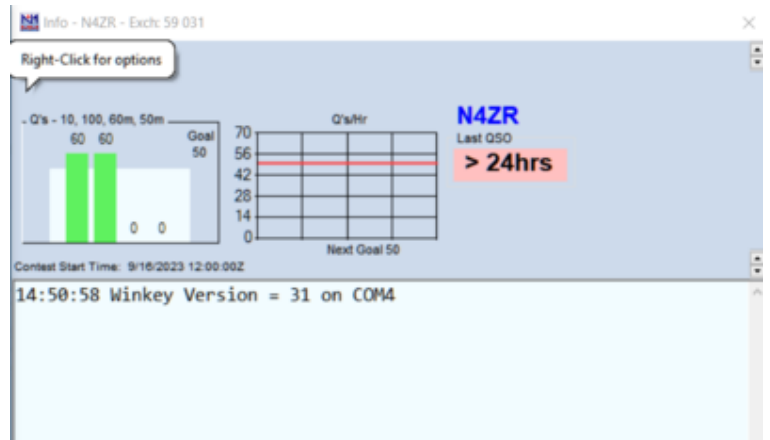 N1 Info - N4ZR - Exch: 59 031
Right-Click for options
Q's - 10, 100, 60m, 50m
60 60
Goal
50
0 0
Q's/Hr
70
56
42
28
14
0
Next Goal 50
N4ZR
Last QSO
> 24hrs
Contest Start Time: 9/16/2023 12:00:00Z
14:50:58 Winkey Version = 31 on COM4